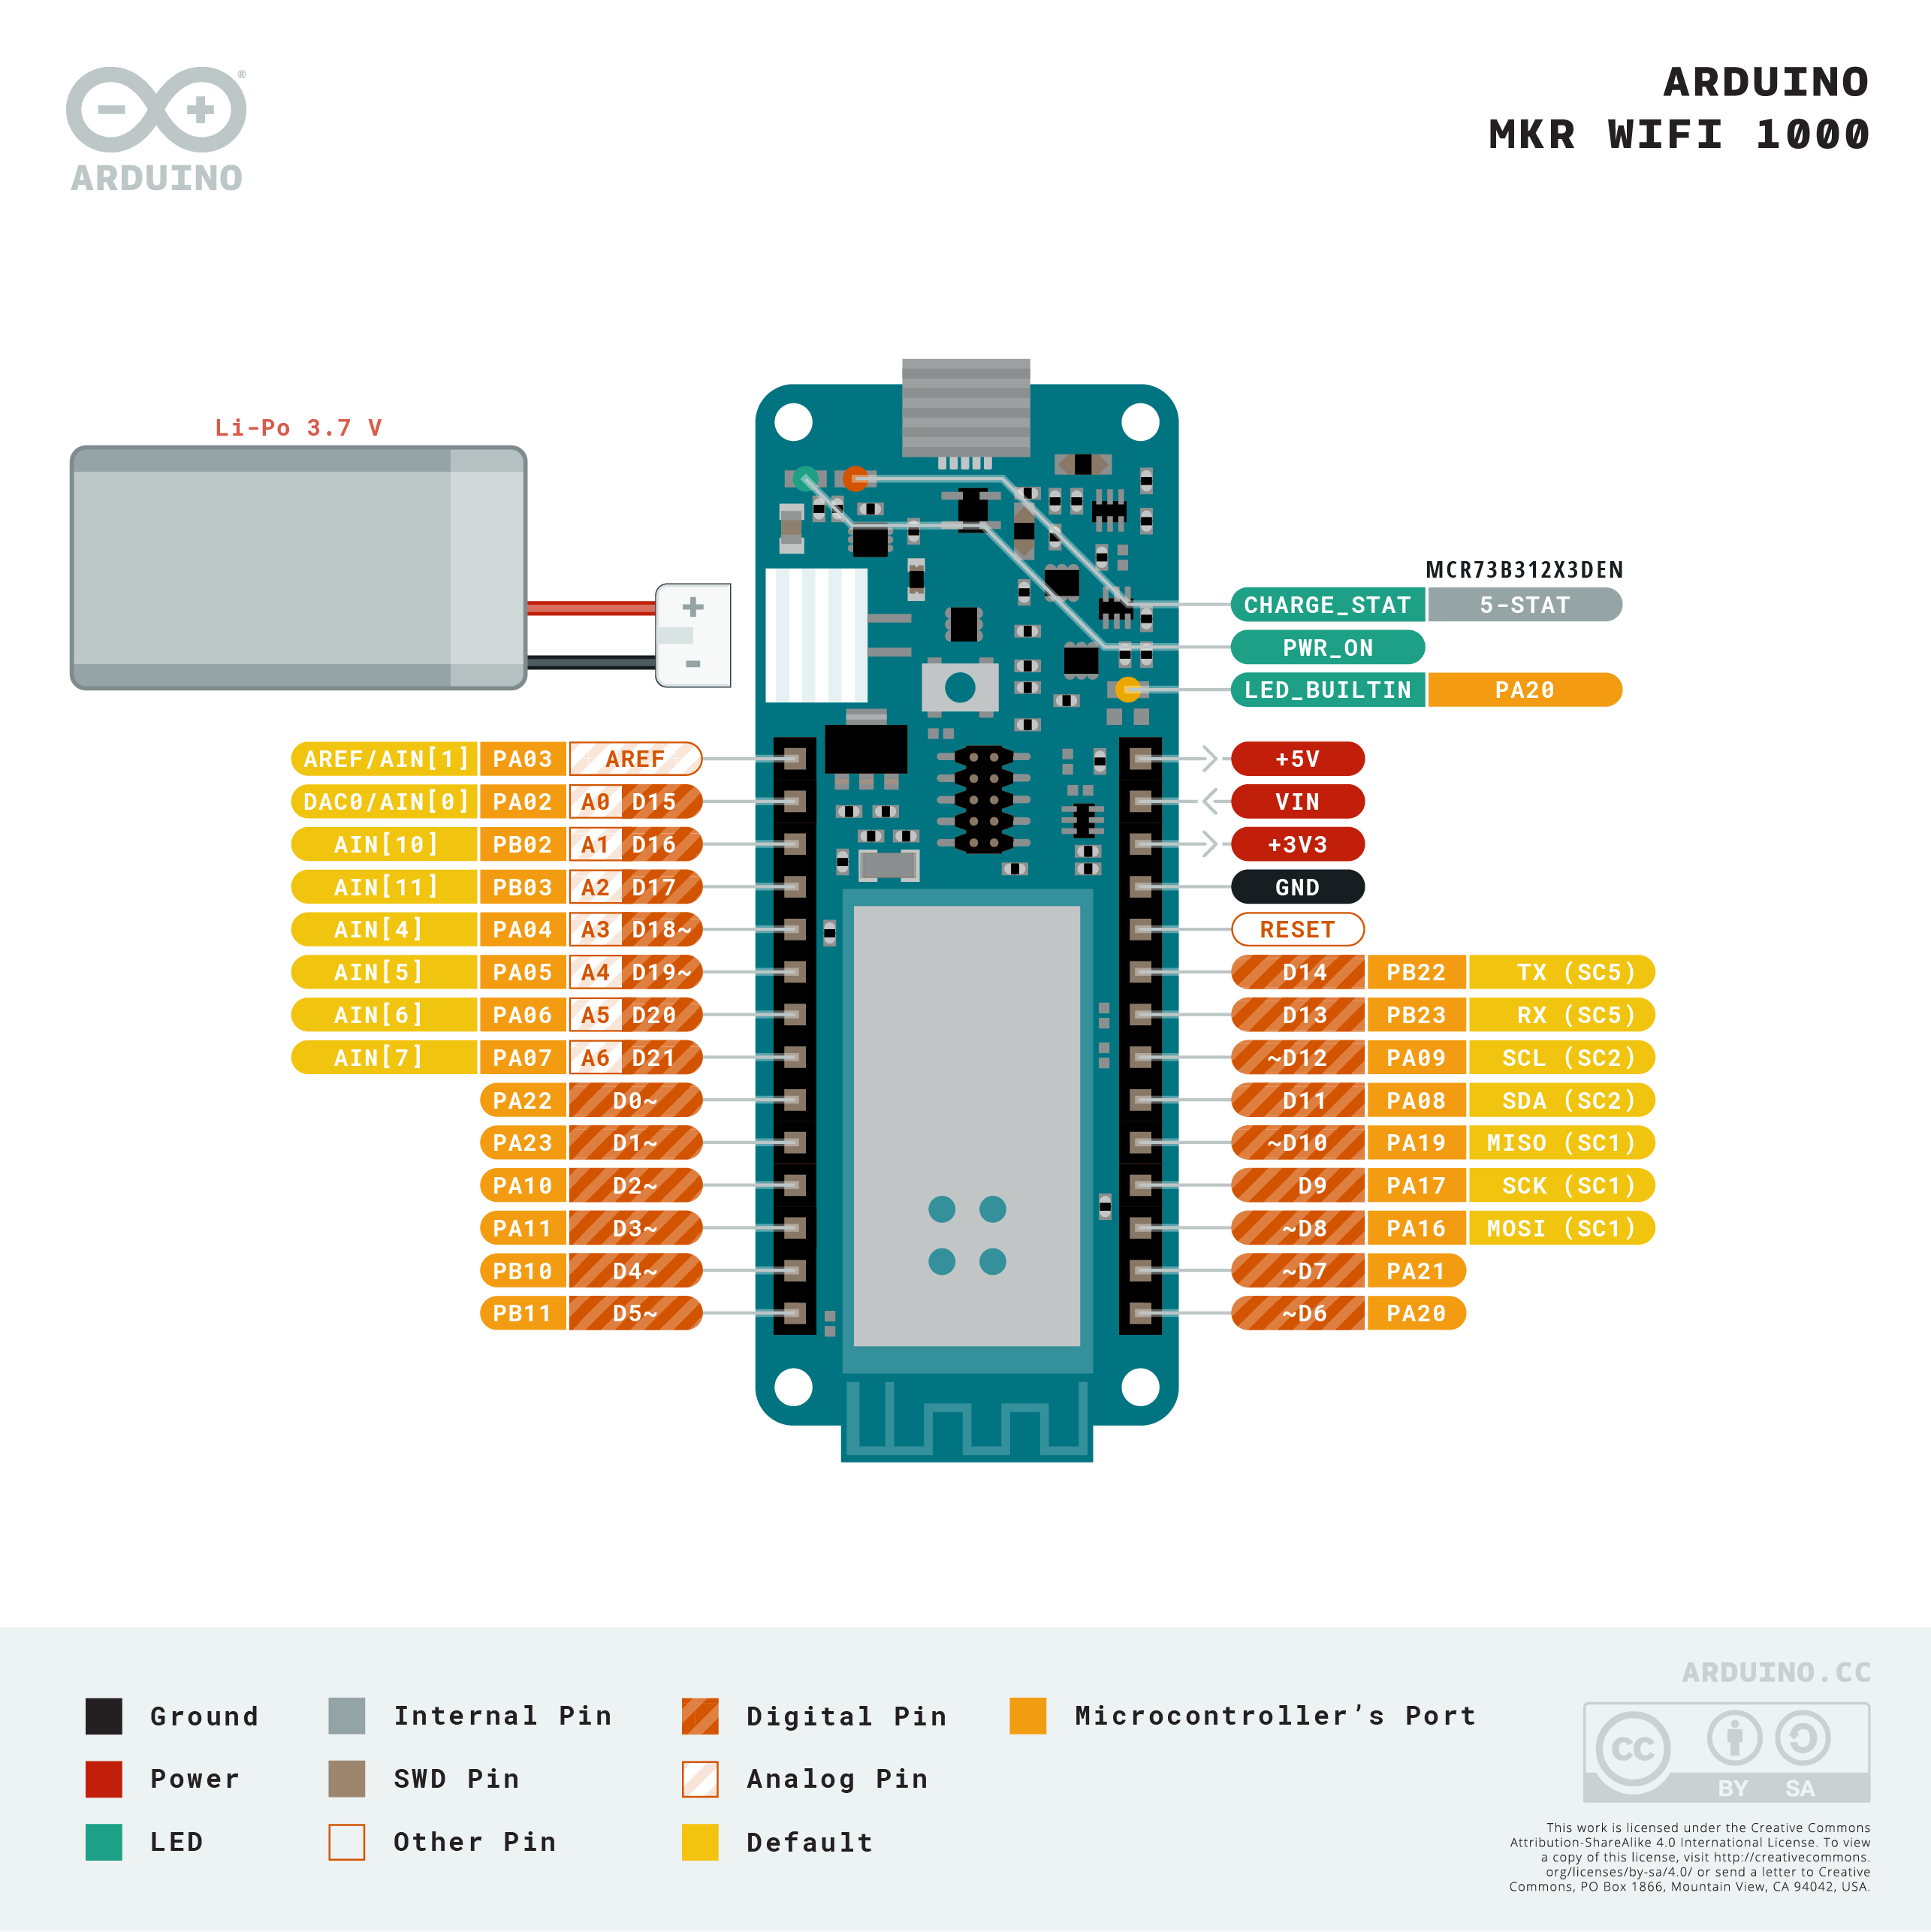 ARDUINO
ARDUINO
MKR WIFI 1000
Li-Po 3.7 V
+
-
MCR73B312X3DEN
CHARGE_STAT 5-STAT
PWR_ON
LED_BUILTIN PA20
AREF/AIN[1] PA03 AREF
DAC0/AIN[0] PA02 A0 D15
AIN[10] PB02 A1 D16
AIN[11] PB03 A2 D17
AIN[4] PA04 A3 D18~
AIN[5] PA05 A4 D19~
AIN[6] PA06 A5 D20
AIN[7] PA07 A6 D21
PA22 D0~
PA23 D1~
PA10 D2~
PA11 D3~
PB10 D4~
PB11 D5~
+5V
VIN
+3V3
GND
RESET
D14 PB22 TX (SC5)
D13 PB23 RX (SC5)
~D12 PA09 SCL (SC2)
D11 PA08 SDA (SC2)
~D10 PA19 MISO (SC1)
D9 PA17 SCK (SC1)
~D8 PA16 MOSI (SC1)
~D7 PA21
~D6 PA20
Ground
Power
LED
Internal Pin
SWD Pin
Other Pin
Digital Pin
Analog Pin
Default
Microcontroller’s Port
ARDUINO.CC
CC
BY SA
This work is licensed under the Creative Commons
Attribution-ShareAlike 4.0 International License. To view
a copy of this license, visit http://creativecommons.
org/licenses/by-sa/4.0/ or send a letter to Creative
Commons, PO Box 1866, Mountain View, CA 94042, USA.